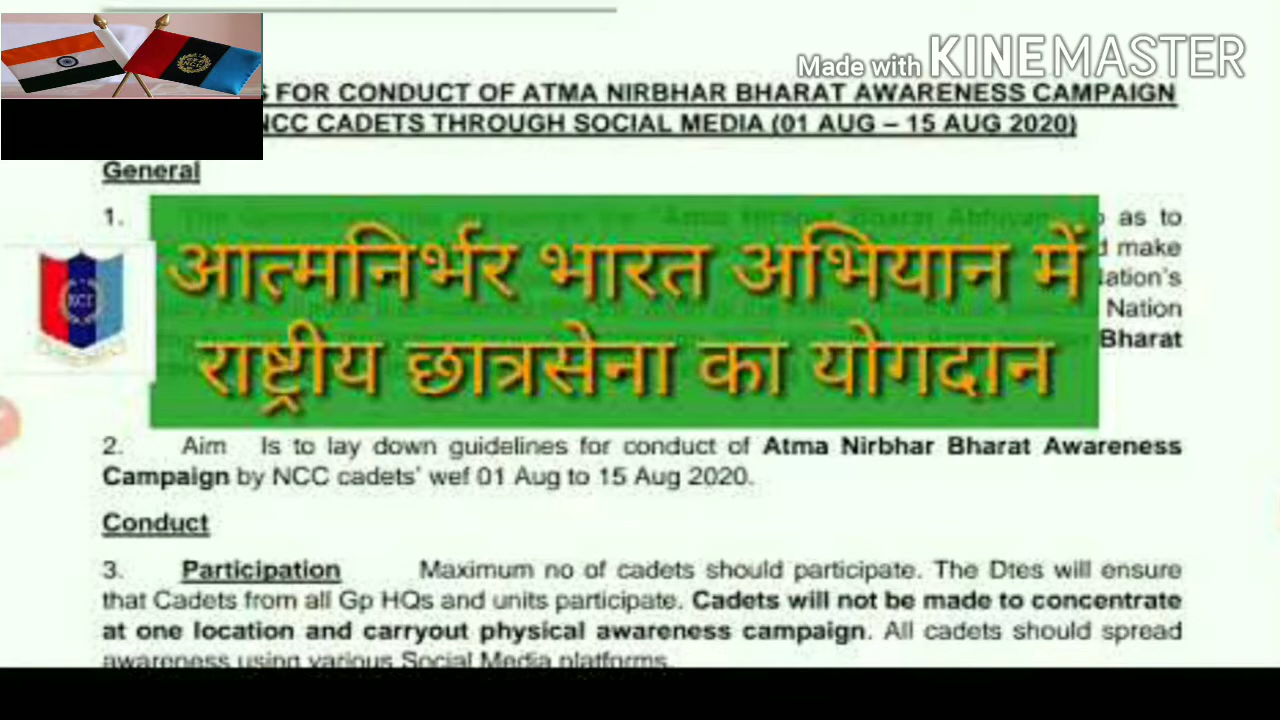 Made with KINEMASTER
S FOR CONDUCT OF ATMA NIRBHAR BHARAT AWARENESS CAMPAIGN
NCC CADETS THROUGH SOCIAL MEDIA (01 AUG – 15 AUG 2020)
General
1. as to
make
Nation
Bharat
NCC
आत्मनिर्भर भारत अभियान में
राष्ट्रीय छात्रसेना का योगदान
2. Aim Is to lay down guidelines for conduct of Atma Nirbhar Bharat Awareness
Campaign by NCC cadets’ wef 01 Aug to 15 Aug 2020.
Conduct
3. Participation Maximum no of cadets should participate. The Dtes will ensure
that Cadets from all Gp HQs and units participate. Cadets will not be made to concentrate
at one location and carryout physical awareness campaign. All cadets should spread
awareness using various Social Media platforms.